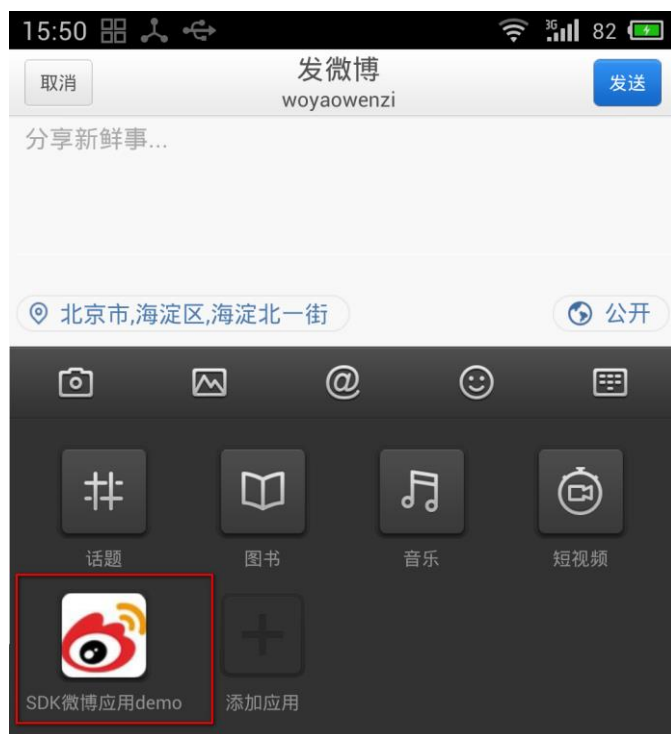 15:50 3G 82
取消
发微博
woyaowenzi
发送
分享新鲜事...
北京市,海淀区,海淀北一街
公开
@
话题
图书
音乐
短视频
SDK微博应用demo
添加应用